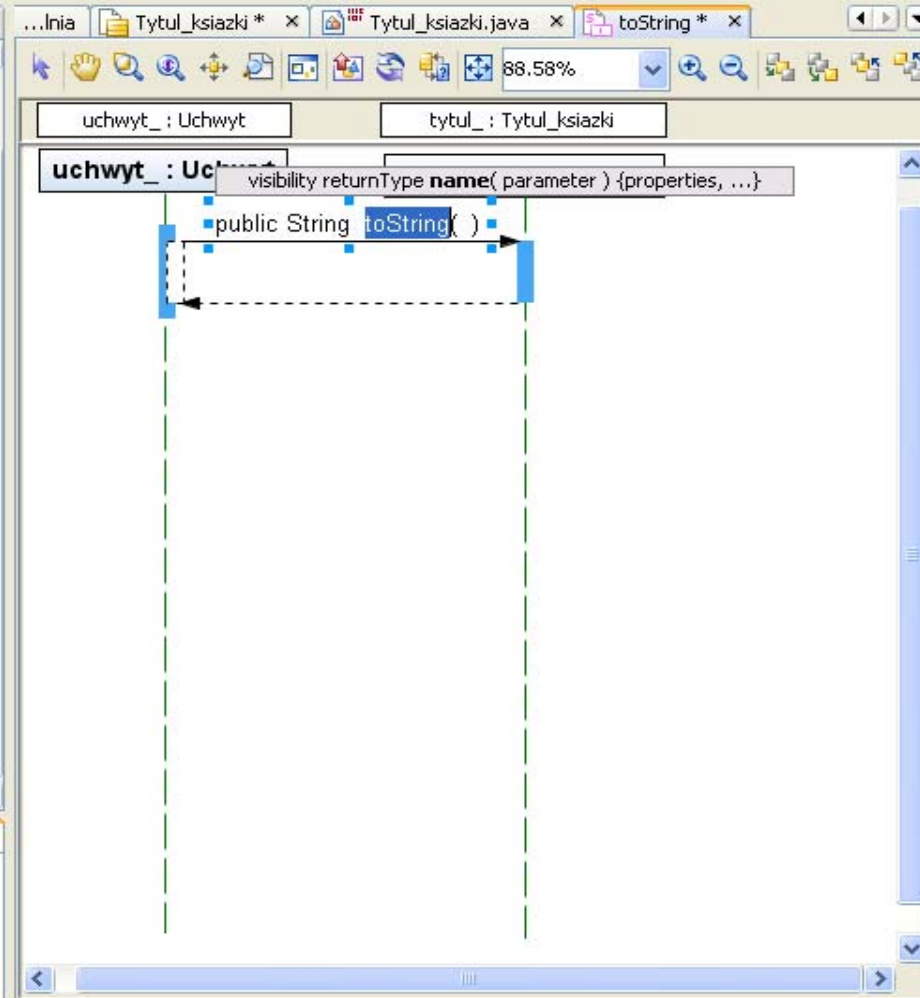 ...lnia Tytul_ksiazki * Tytul_ksiazki.java toString *
88.58%
uchwyt_ : Uchwyt tytul_ : Tytul_ksiazki
uchwyt_ :
visibility returnType name( parameter ) {properties, ...}
public String toString( )